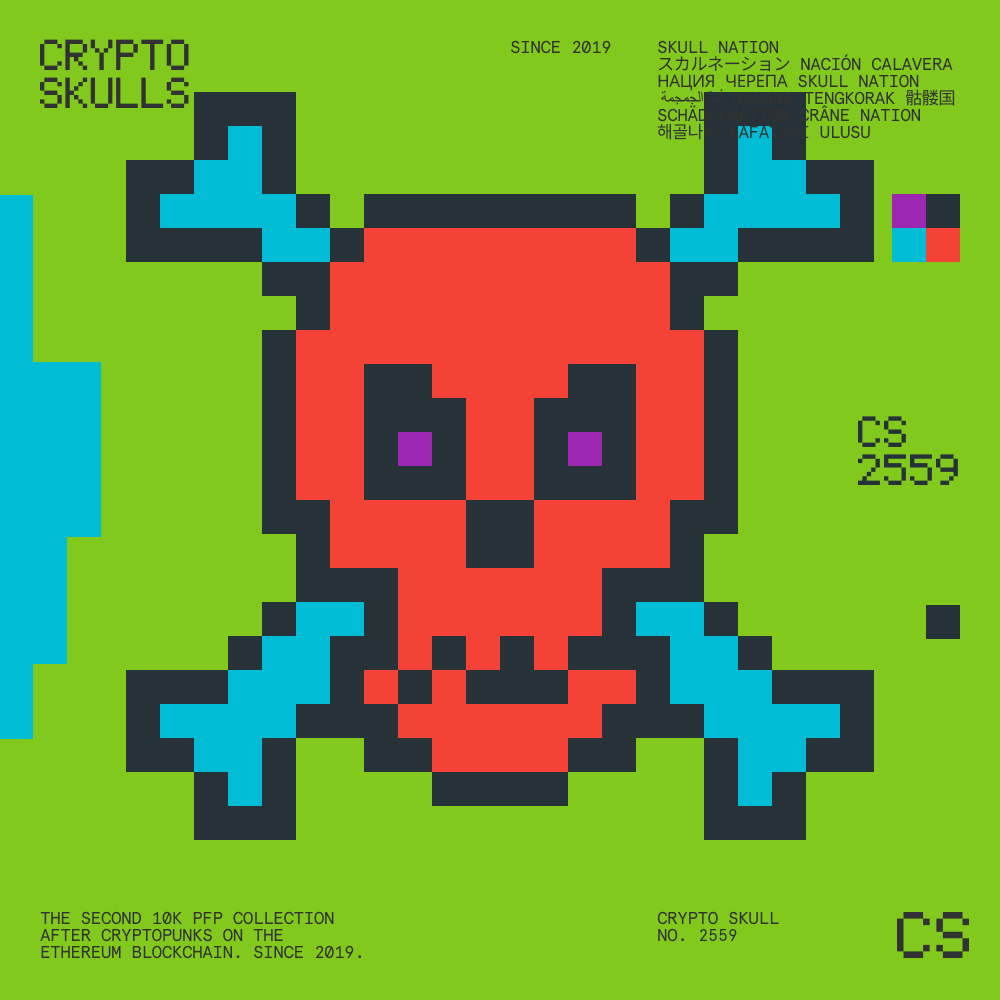 CRYPTO
SKULLS
SINCE 2019
SKULL NATION
スカルネーション NACIÓN CALAVERA
НАЦИЯ ЧЕРЕПА SKULL NATION
الجمجمة TENGKORAK 骷髅国
CRÂNE NATION
해골나 ULUSU
CS
2559
THE SECOND 10K PFP COLLECTION
AFTER CRYPTOPUNKS ON THE
ETHEREUM BLOCKCHAIN. SINCE 2019.
CRYPTO SKULL
NO. 2559
CS